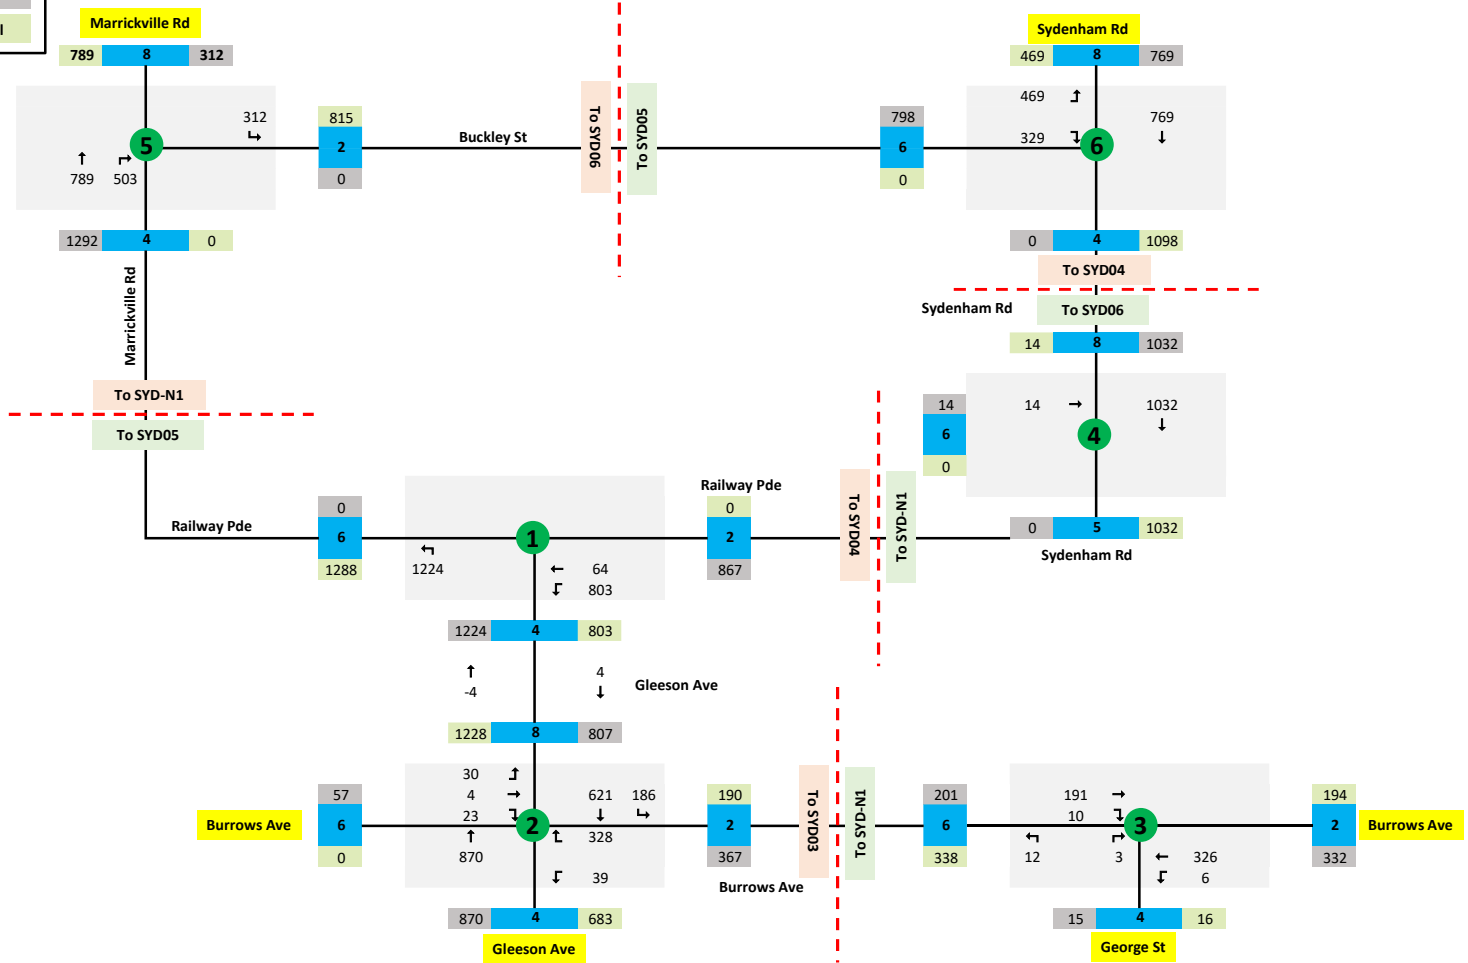 l
Marrickville Rd
789 8 312
312
5
789 503
815
2
0
Buckley St
To SYD06
To SYD05
1292 4 0
Marrickville Rd
To SYD-N1
To SYD05
Sydenham Rd
469 8 769
469
329
769
6
798
6
0
0 4 1098
To SYD04
Sydenham Rd
To SYD06
14 8 1032
14
1032
4
14
6
0
0 5 1032
Sydenham Rd
Railway Pde
0
6
1288
1
1224
64
803
Railway Pde
0
2
867
To SYD04
To SYD-N1
1224 4 803
-4
4
Gleeson Ave
1228 8 807
Burrows Ave
57
6
0
30
4
23
870
2
621 186
328
39
190
2
367
Burrows Ave
To SYD03
To SYD-N1
870 4 683
Gleeson Ave
201
6
338
191
10
12 3
3
326
6
194
2
332
Burrows Ave
15 4 16
George St